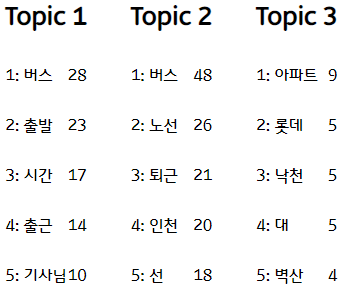 Topic 1 Topic 2 Topic 3
1: 버스 28 1: 버스 48 1: 아파트 9
2: 출발 23 2: 노선 26 2: 롯데 5
3: 시간 17 3: 퇴근 21 3: 낙천 5
4: 출근 14 4: 인천 20 4: 대 5
5: 기사님 10 5: 선 18 5: 벽산 4